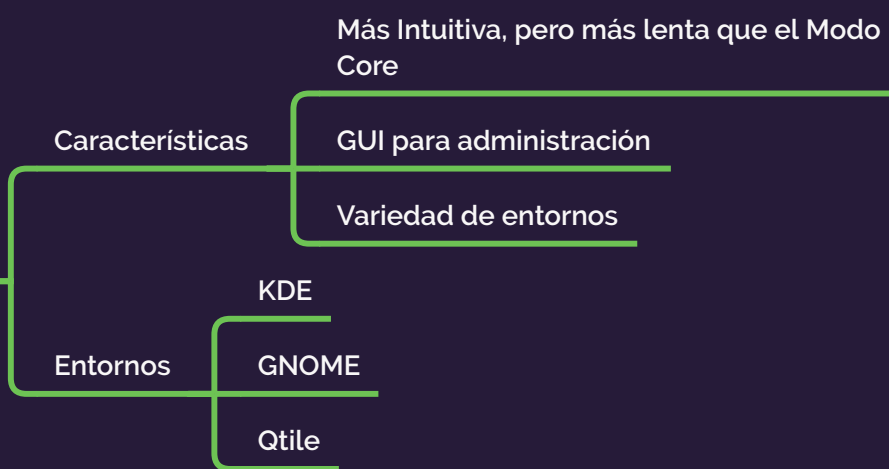 Más Intuitiva, pero más lenta que el Modo
Core
Característicás
GUI para administración
Variedad de entornos
KDE
Entornos
GNOME
Qtile